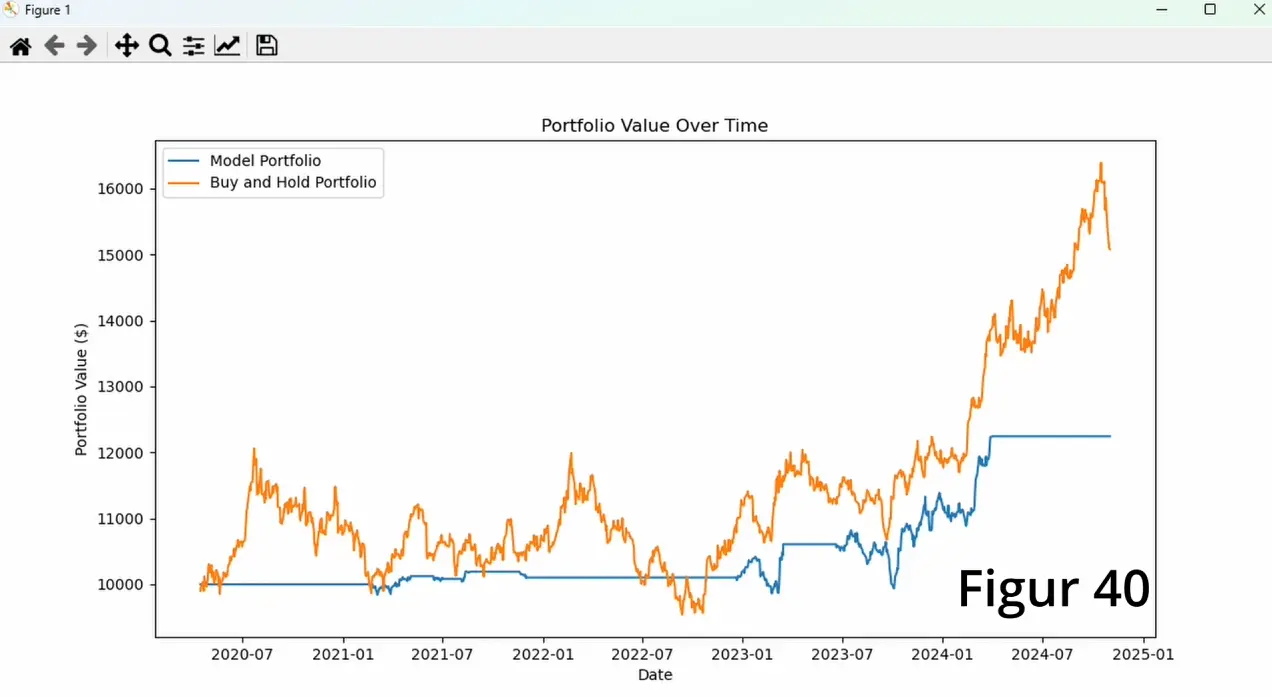 Figure 1
Portfolio Value Over Time
Model Portfolio
Buy and Hold Portfolio
16000
15000
14000
13000
12000
11000
10000
Portfolio Value ($)
Figur 40
2020-07 2021-01 2021-07 2022-01 2022-07 2023-01 2023-07 2024-01 2024-07 2025-01
Date